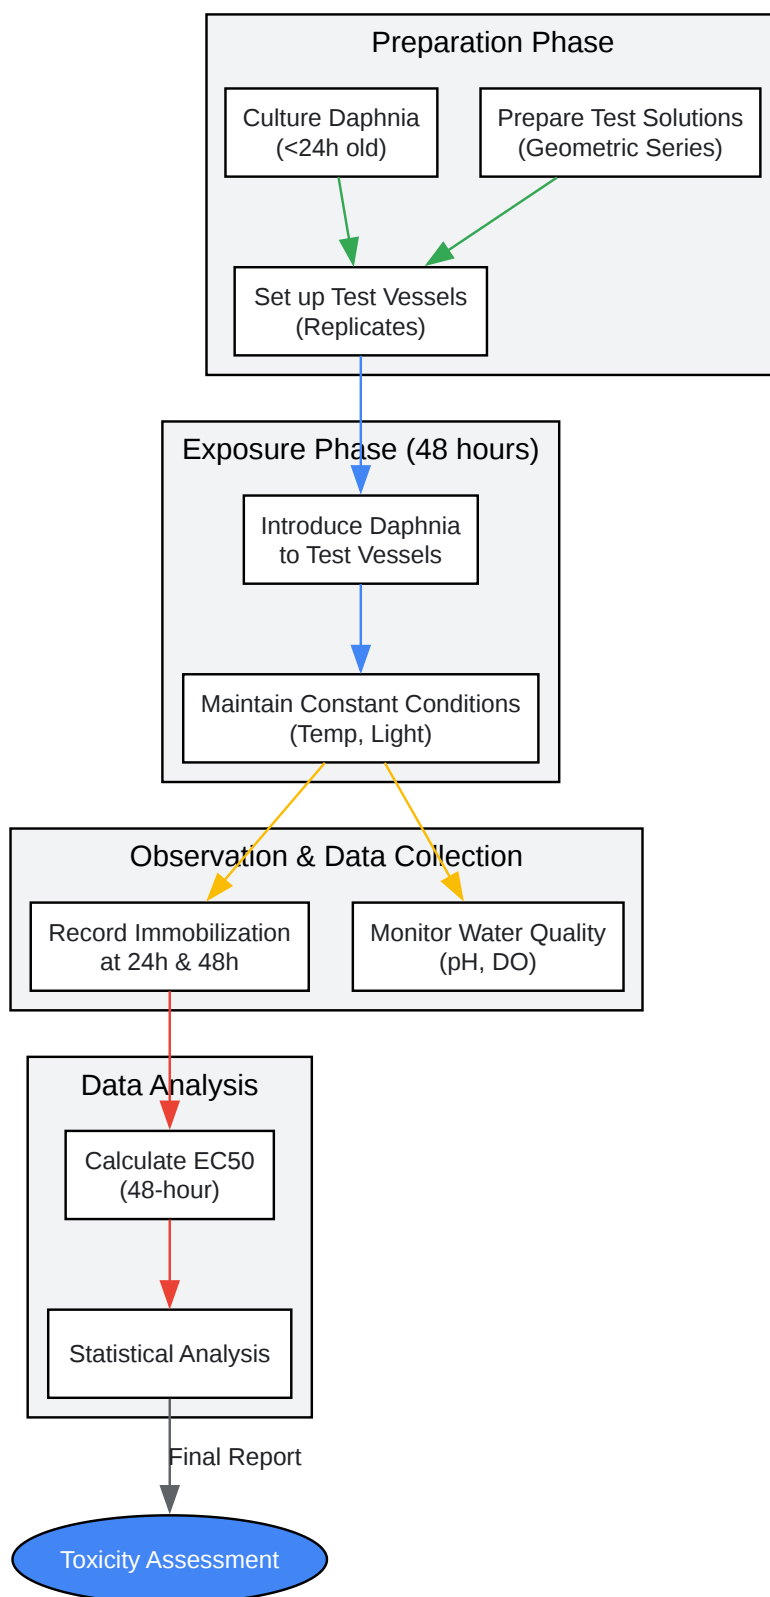 Preparation Phase
Culture Daphnia
(<24h old)
Prepare Test Solutions
(Geometric Series)
Set up Test Vessels
(Replicates)
Exposure Phase (48 hours)
Introduce Daphnia
to Test Vessels
Maintain Constant Conditions
(Temp, Light)
Observation & Data Collection
Record Immobilization
at 24h & 48h
Monitor Water Quality
(pH, DO)
Data Analysis
Calculate EC50
(48-hour)
Statistical Analysis
Final Report
Toxicity Assessment